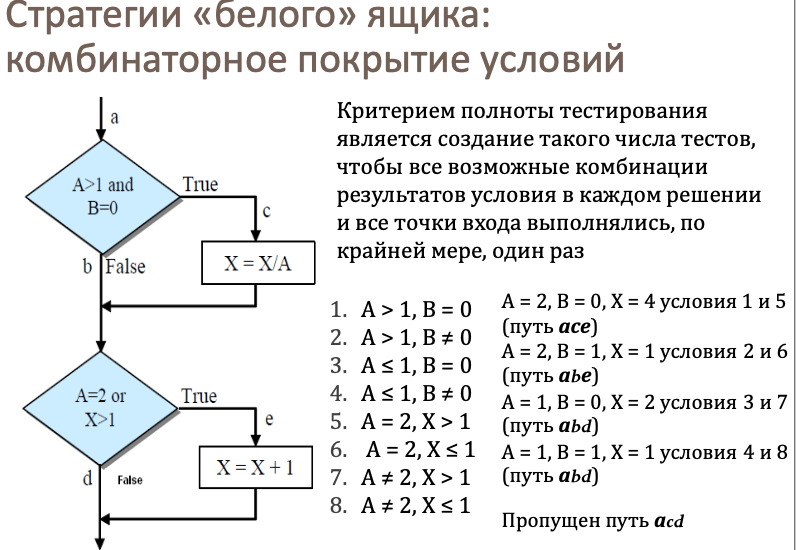 Стратегии «белого» ящика:
комбинаторное покрытие условий
a
A>1 and
B=0
True
c
b
False
X = X/A
A=2 or
X>1
True
e
d
False
X = X + 1
Критерием полноты тестирования
является создание такого числа тестов,
чтобы все возможные комбинации
результатов условия в каждом решении
и все точки входа выполнялись, по
крайней мере, один раз
1. A > 1, B = 0
2. A > 1, B ≠ 0
3. A ≤ 1, B = 0
4. A ≤ 1, B ≠ 0
5. A = 2, X > 1
6. A = 2, X ≤ 1
7. A ≠ 2, X > 1
8. A ≠ 2, X ≤ 1
A = 2, B = 0, X = 4 условия 1 и 5
(путь ace)
A = 2, B = 1, X = 1 условия 2 и 6
(путь abe)
A = 1, B = 0, X = 2 условия 3 и 7
(путь abd)
A = 1, B = 1, X = 1 условия 4 и 8
(путь abd)
Пропущен путь acd